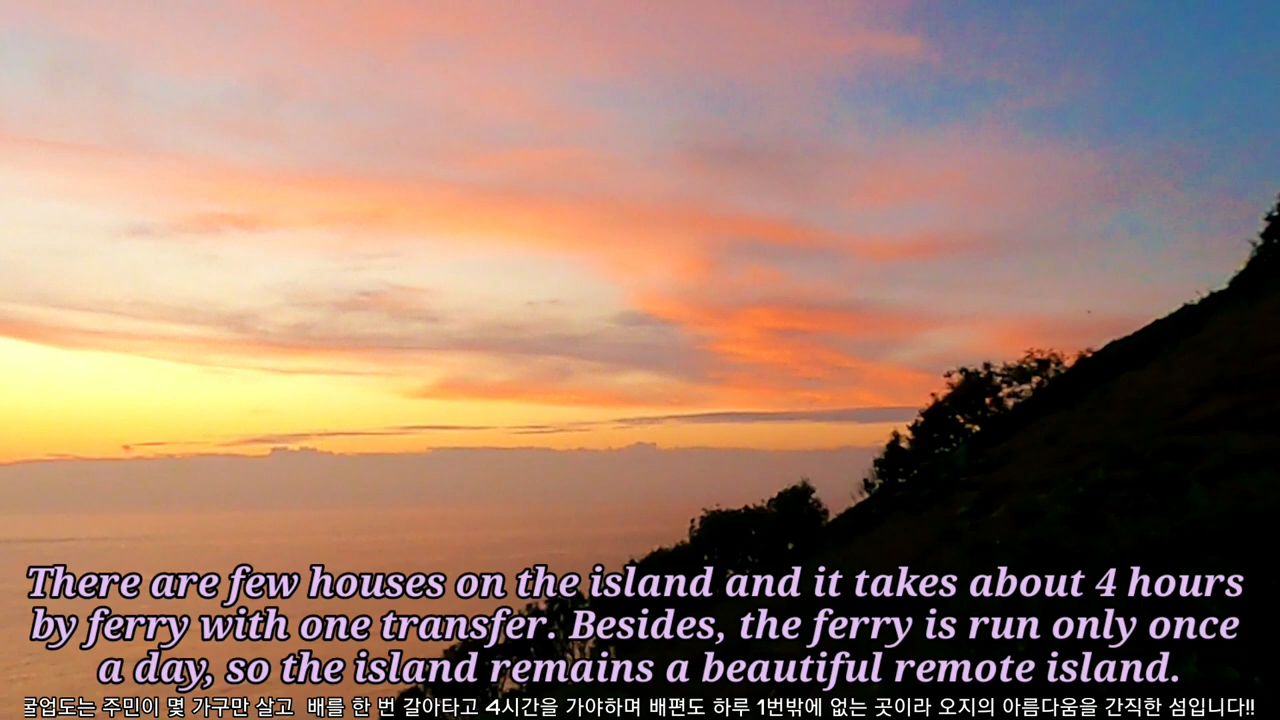 There are few houses on the island and it takes about 4 hours
by ferry with one transfer. Besides, the ferry is run only once
a day, so the island remains a beautiful remote island.
굴업도는 주민이 몇 가구만 살고 배를 한 번 갈아타고 4시간을 가야하며 배편도 하루 1번밖에 없는 곳이라 오지의 아름다움을 간직한 섬입니다!!